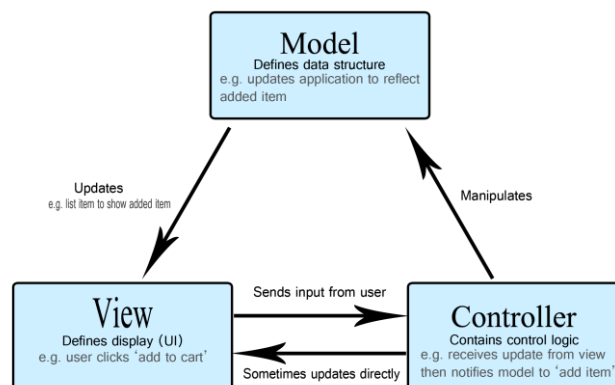 Model
Defines data structure
e.g. updates application to reflect
added item
Updates
e.g. list item to show added item
Manipulates
View
Defines display (UI)
e.g. user clicks 'add to cart'
Sends input from user
Sometimes updates directly
Controller
Contains control logic
e.g. receives update from view
then notifies model to 'add item'